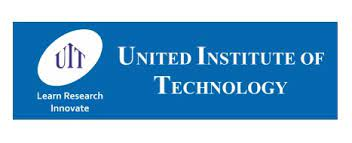 UIT
Learn Research
Innovate
UNITED INSTITUTE OF
TECHNOLOGY